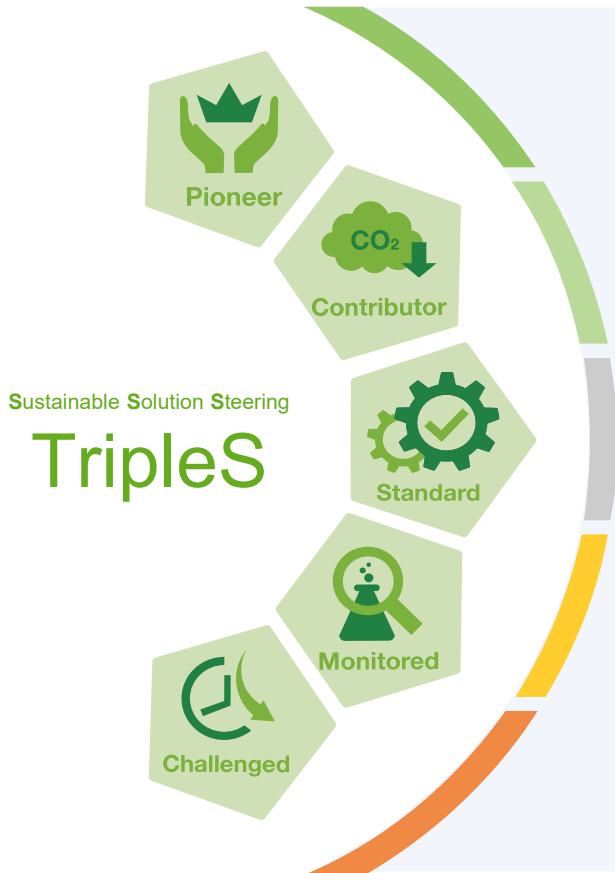 Pioneer
CO₂
Contributor
Sustainable Solution Steering
TripleS
Standard
Monitored
Challenged